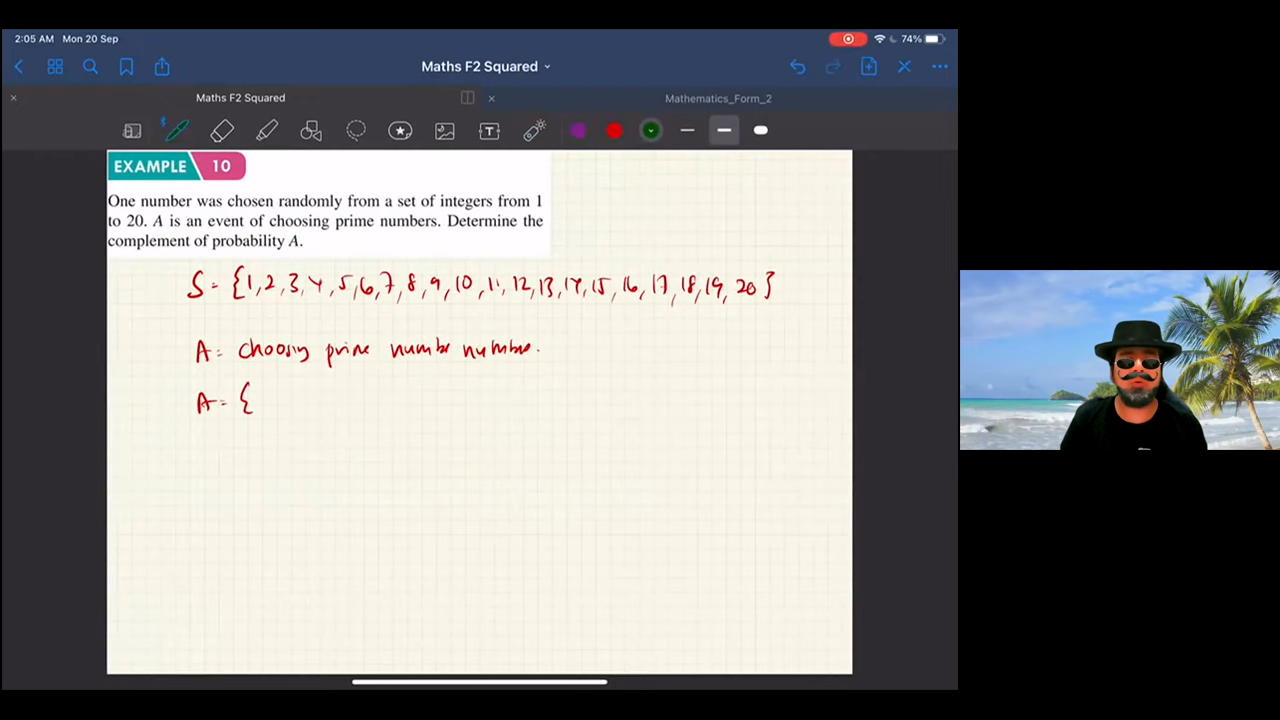 2:05 AM Mon 20 Sep
74%
Maths F2 Squared
Maths F2 Squared
Mathematics_Form_2
EXAMPLE 10
One number was chosen randomly from a set of integers from 1
to 20. A is an event of choosing prime numbers. Determine the
complement of probability A.
S = {1, 2, 3, 4, 5, 6, 7, 8, 9, 10, 11, 12, 13, 14, 15, 16, 17, 18, 19, 20}
A = choosing prime numbe number.
A = {